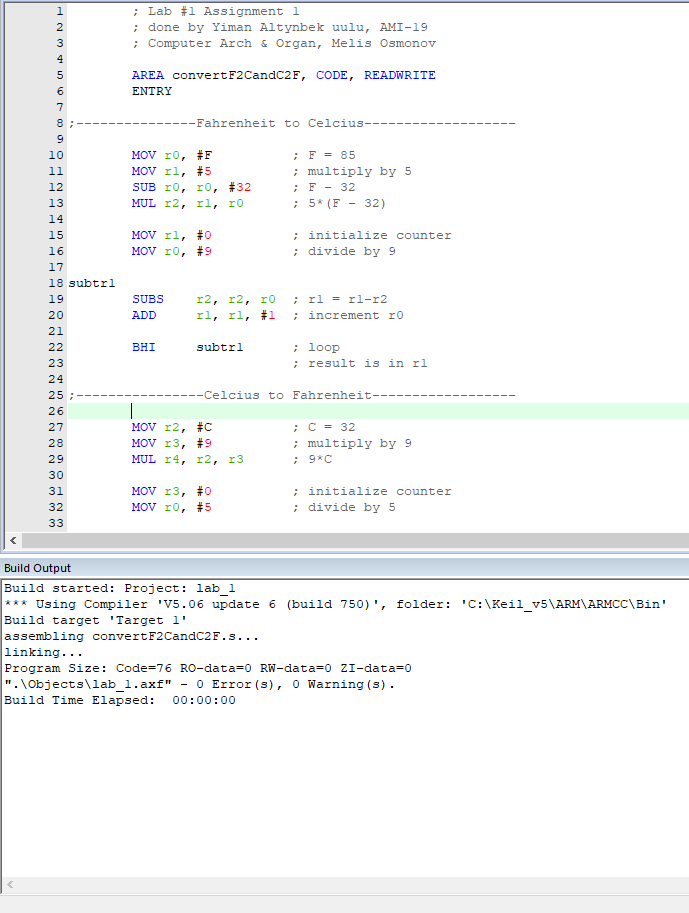 1 ; Lab #1 Assignment 1
2 ; done by Yiman Altynbek uulu, AMI-19
3 ; Computer Arch & Organ, Melis Osmonov
4
5 AREA convertF2CandC2F, CODE, READWRITE
6 ENTRY
7
8 ;---------------Fahrenheit to Celcius-------------------
9
10 MOV r0, #F ; F = 85
11 MOV r1, #5 ; multiply by 5
12 SUB r0, r0, #32 ; F - 32
13 MUL r2, r1, r0 ; 5*(F - 32)
14
15 MOV r1, #0 ; initialize counter
16 MOV r0, #9 ; divide by 9
17
18 subtr1
19 SUBS r2, r2, r0 ; r1 = r1-r2
20 ADD r1, r1, #1 ; increment r0
21
22 BHI subtr1 ; loop
23 ; result is in r1
24
25 ;----------------Celcius to Fahrenheit------------------
26
27 MOV r2, #C ; C = 32
28 MOV r3, #9 ; multiply by 9
29 MUL r4, r2, r3 ; 9*C
30
31 MOV r3, #0 ; initialize counter
32 MOV r0, #5 ; divide by 5
33
Build Output
Build started: Project: lab_1
*** Using Compiler 'V5.06 update 6 (build 750)', folder: 'C:\Keil_v5\ARM\ARMCC\Bin'
Build target 'Target 1'
assembling convertF2CandC2F.s...
linking...
Program Size: Code=76 RO-data=0 RW-data=0 ZI-data=0
".\Objects\lab_1.axf" - 0 Error(s), 0 Warning(s).
Build Time Elapsed:  00:00:00